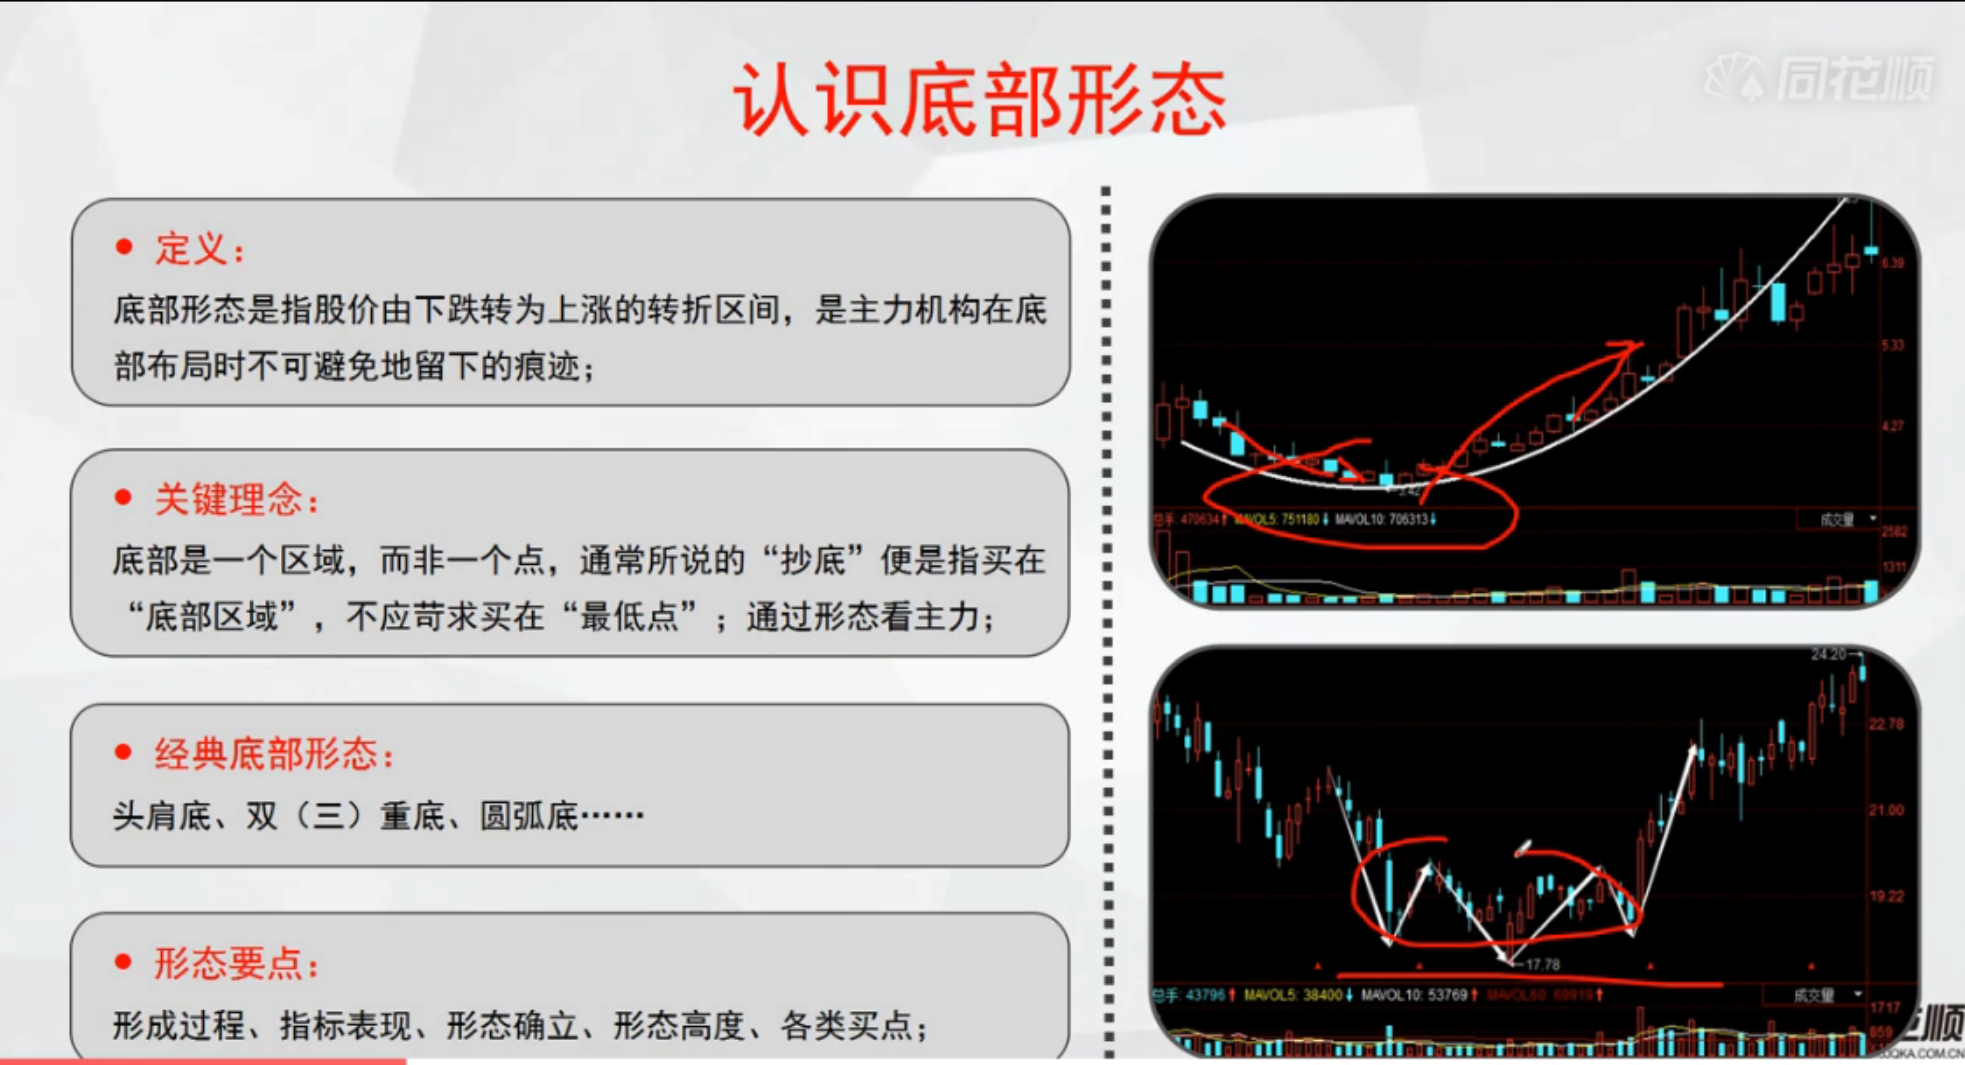 认识底部形态
同花顺
● 定义：
底部形态是指股价由下跌转为上涨的转折区间，是主力机构在底
部布局时不可避免地留下的痕迹；
● 关键理念：
底部是一个区域，而非一个点，通常所说的“抄底”便是指买在
“底部区域”，不应苛求买在“最低点”；通过形态看主力；
● 经典底部形态：
头肩底、双（三）重底、圆弧底……
● 形态要点：
形成过程、指标表现、形态确立、形态高度、各类买点；
6.39
5.33
4.27
3.42
总手: 470634↑ MAVOL5: 751180↓ MAVOL10: 706313↓ 成交量
2582
1311
24.20
22.78
21.00
19.22
17.78
总手: 43796↑ MAVOL5: 38400↓ MAVOL10: 53769↑ MAVOL60: 69919↑ 成交量
1717
859
顺
QKA.COM.CN